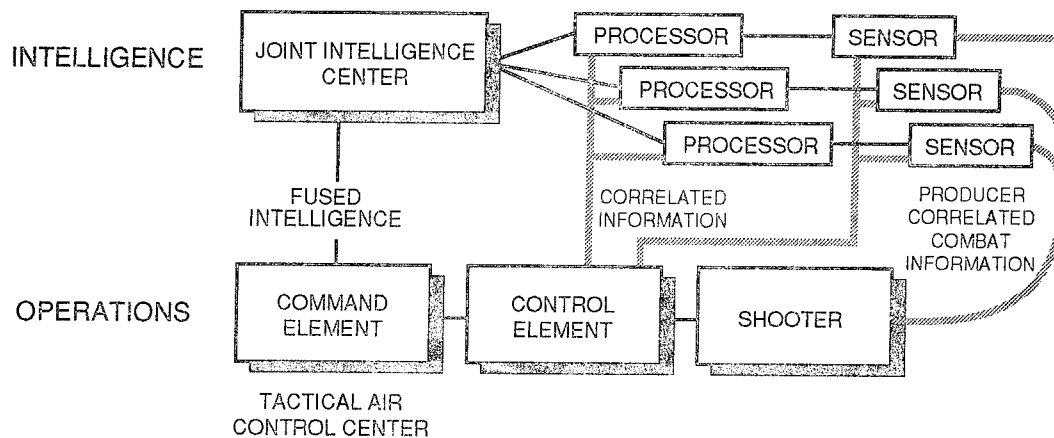 INTELLIGENCE
JOINT INTELLIGENCE
CENTER
PROCESSOR
SENSOR
PROCESSOR
SENSOR
PROCESSOR
SENSOR
FUSED
INTELLIGENCE
CORRELATED
INFORMATION
PRODUCER
CORRELATED
COMBAT
INFORMATION
OPERATIONS
COMMAND
ELEMENT
CONTROL
ELEMENT
SHOOTER
TACTICAL AIR
CONTROL CENTER